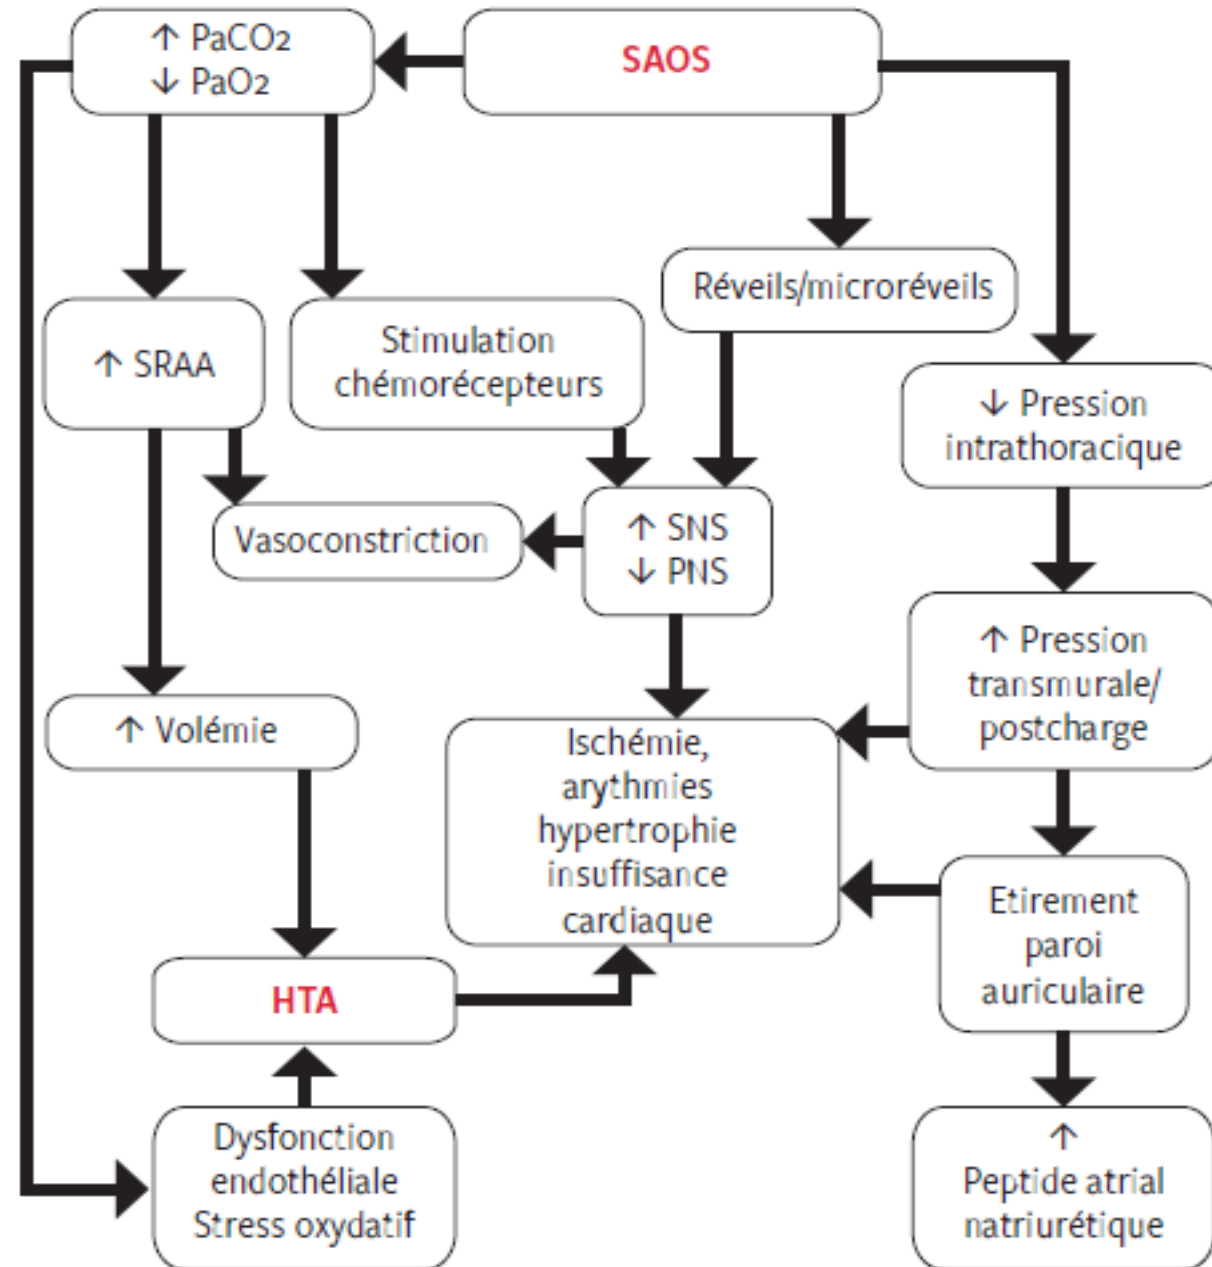 ↑ PaCO2
↓ PaO2
SAOS
Réveils/microréveils
↑ SRAA
Stimulation
chémorécepteurs
↓ Pression
intrathoracique
Vasoconstriction
↑ SNS
↓ PNS
↑ Pression
transmurale/
postcharge
↑ Volémie
Ischémie,
arythmies
hypertrophie
insuffisance
cardiaque
Etirement
paroi
auriculaire
HTA
Dysfonction
endothéliale
Stress oxydatif
↑
Peptide atrial
natriurétique